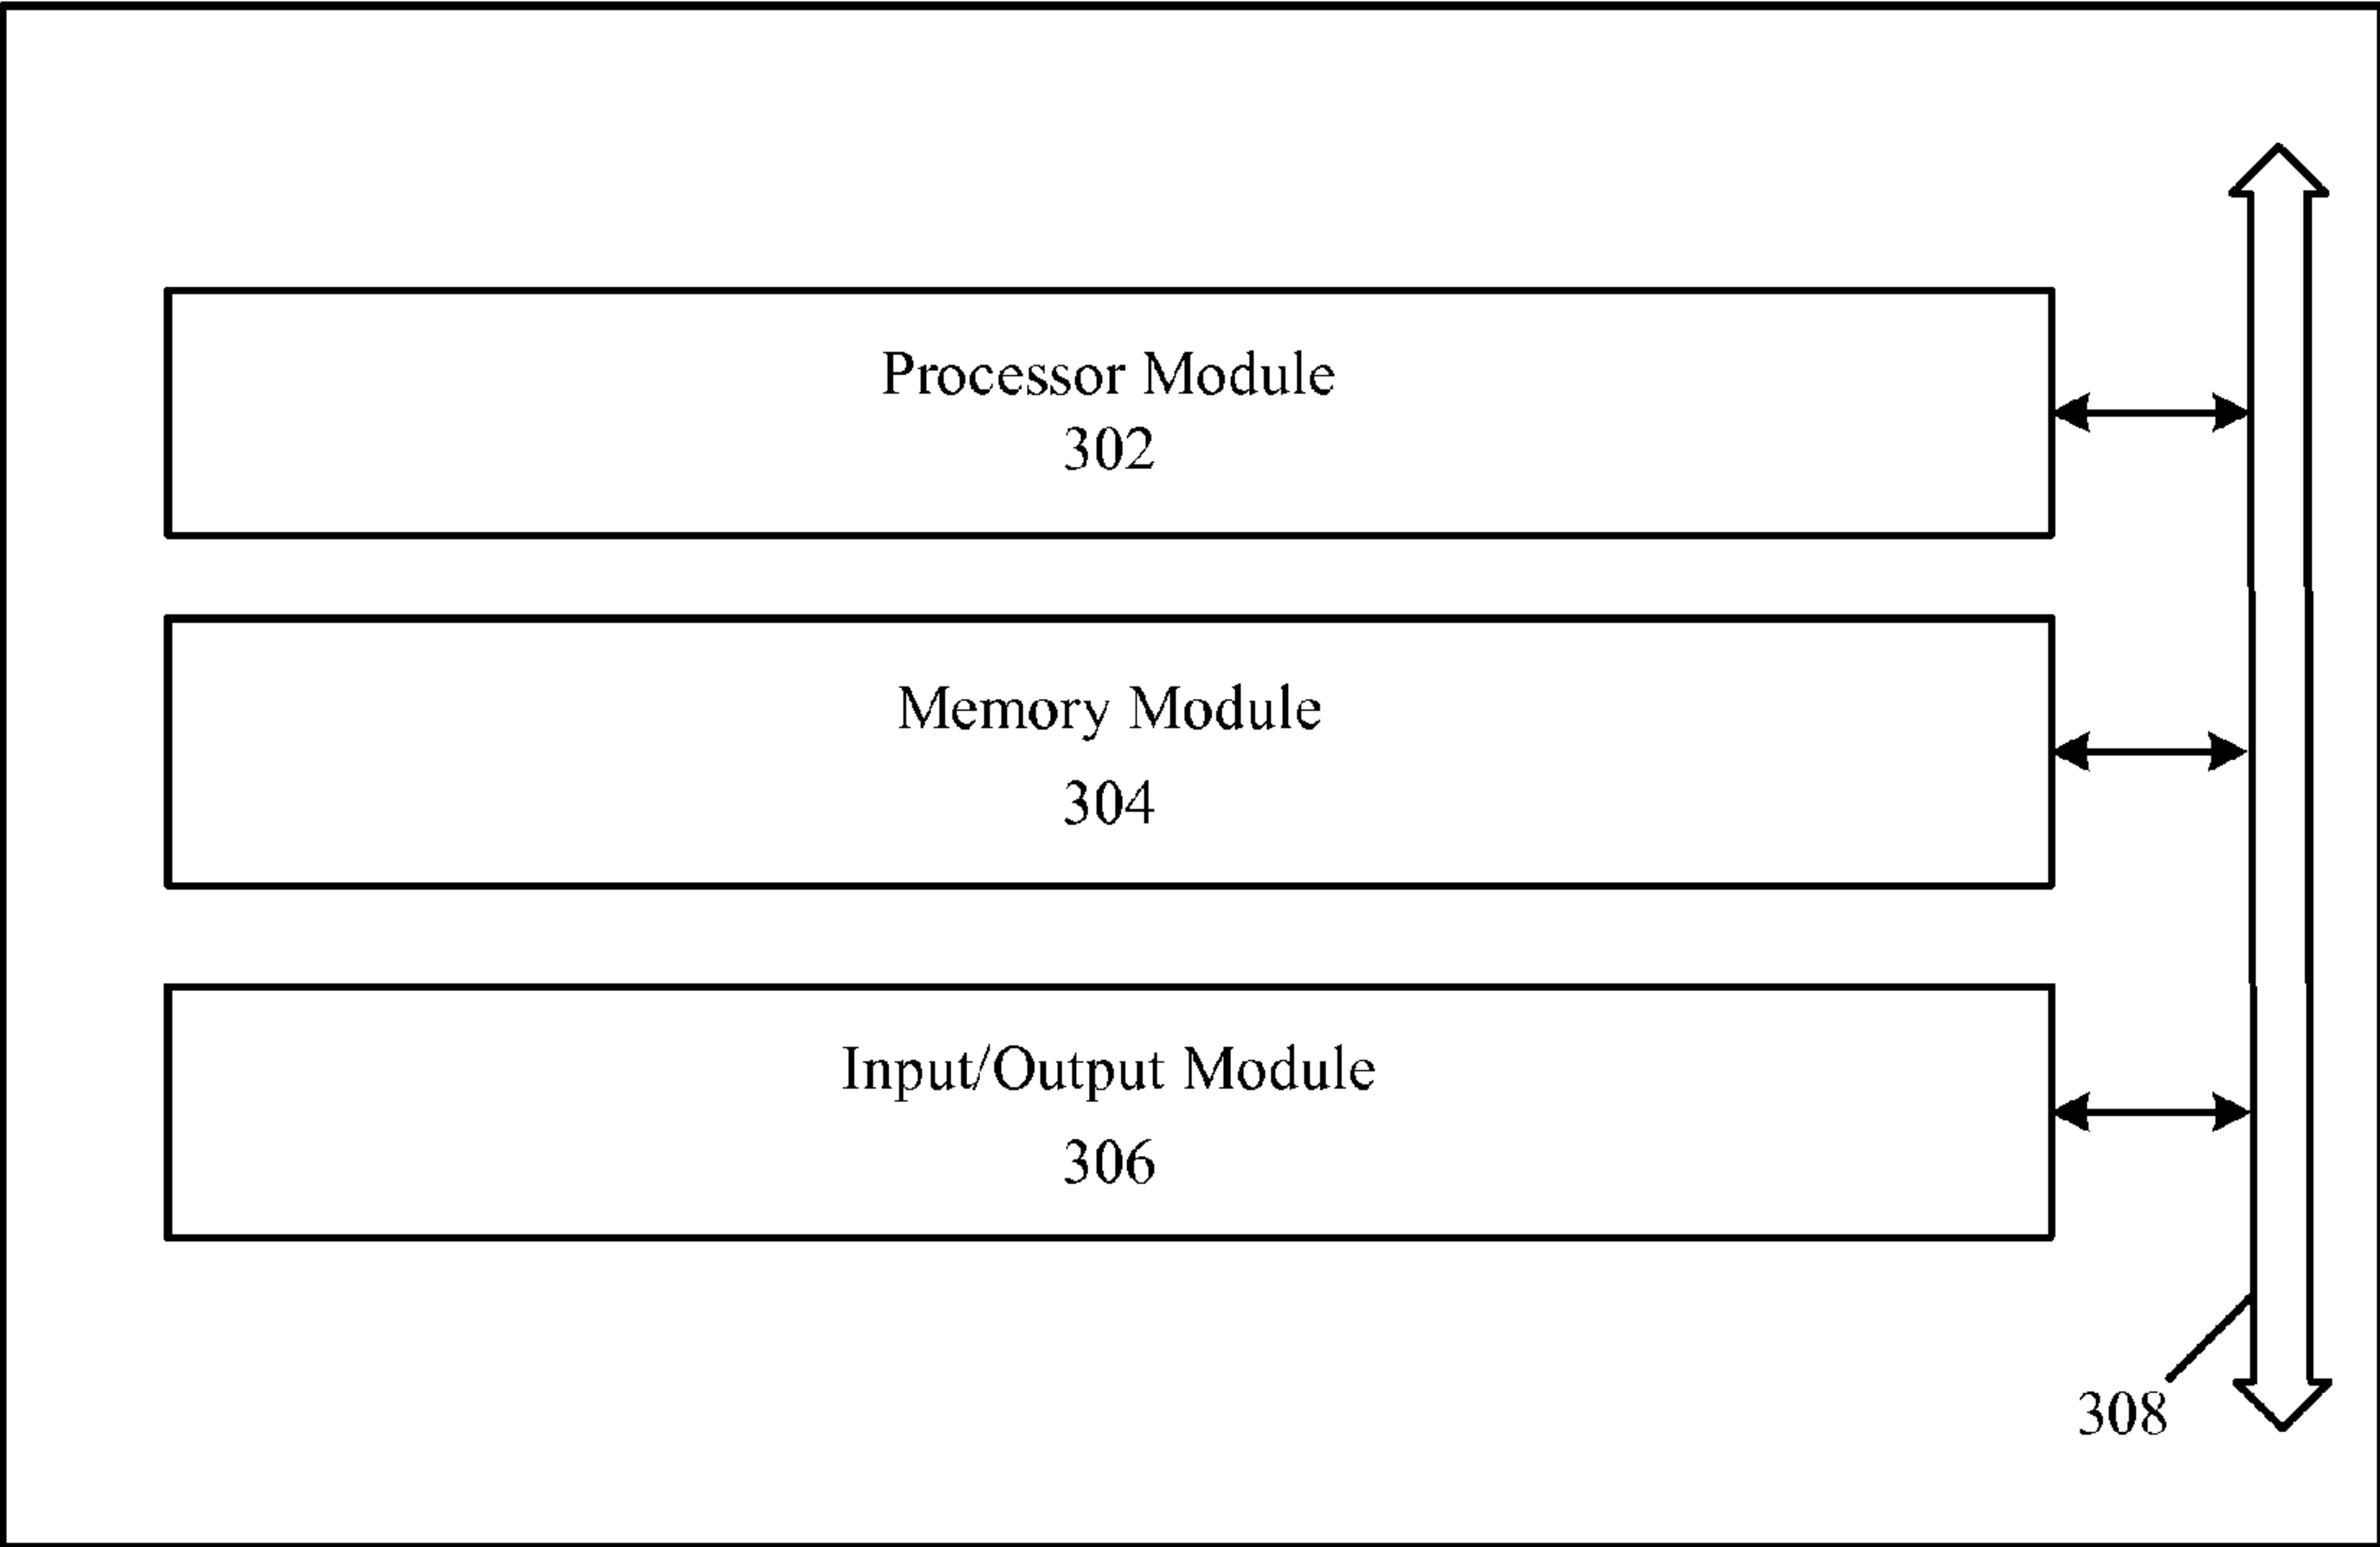 Processor Module
302
Memory Module
304
Input/Output Module
306
308